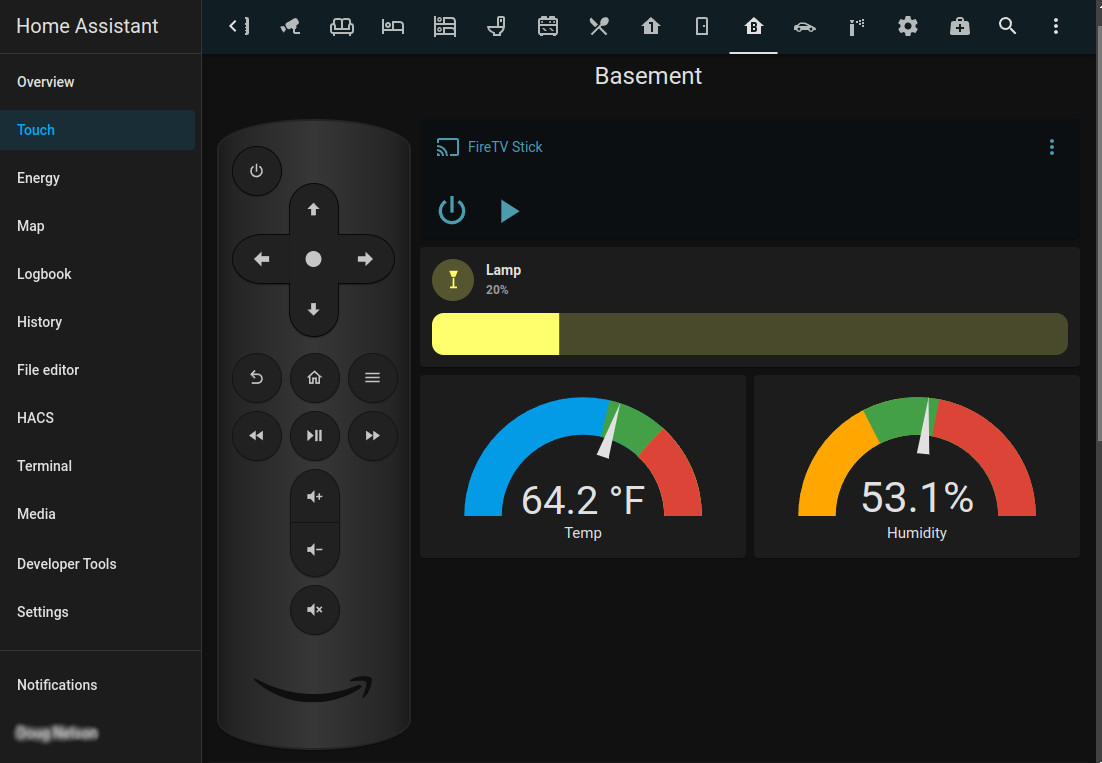 Home Assistant
Overview
Touch
Energy
Map
Logbook
History
File editor
HACS
Terminal
Media
Developer Tools
Settings
Notifications
1
B
Basement
FireTV Stick
Lamp
20%
64.2 °F
Temp
53.1%
Humidity